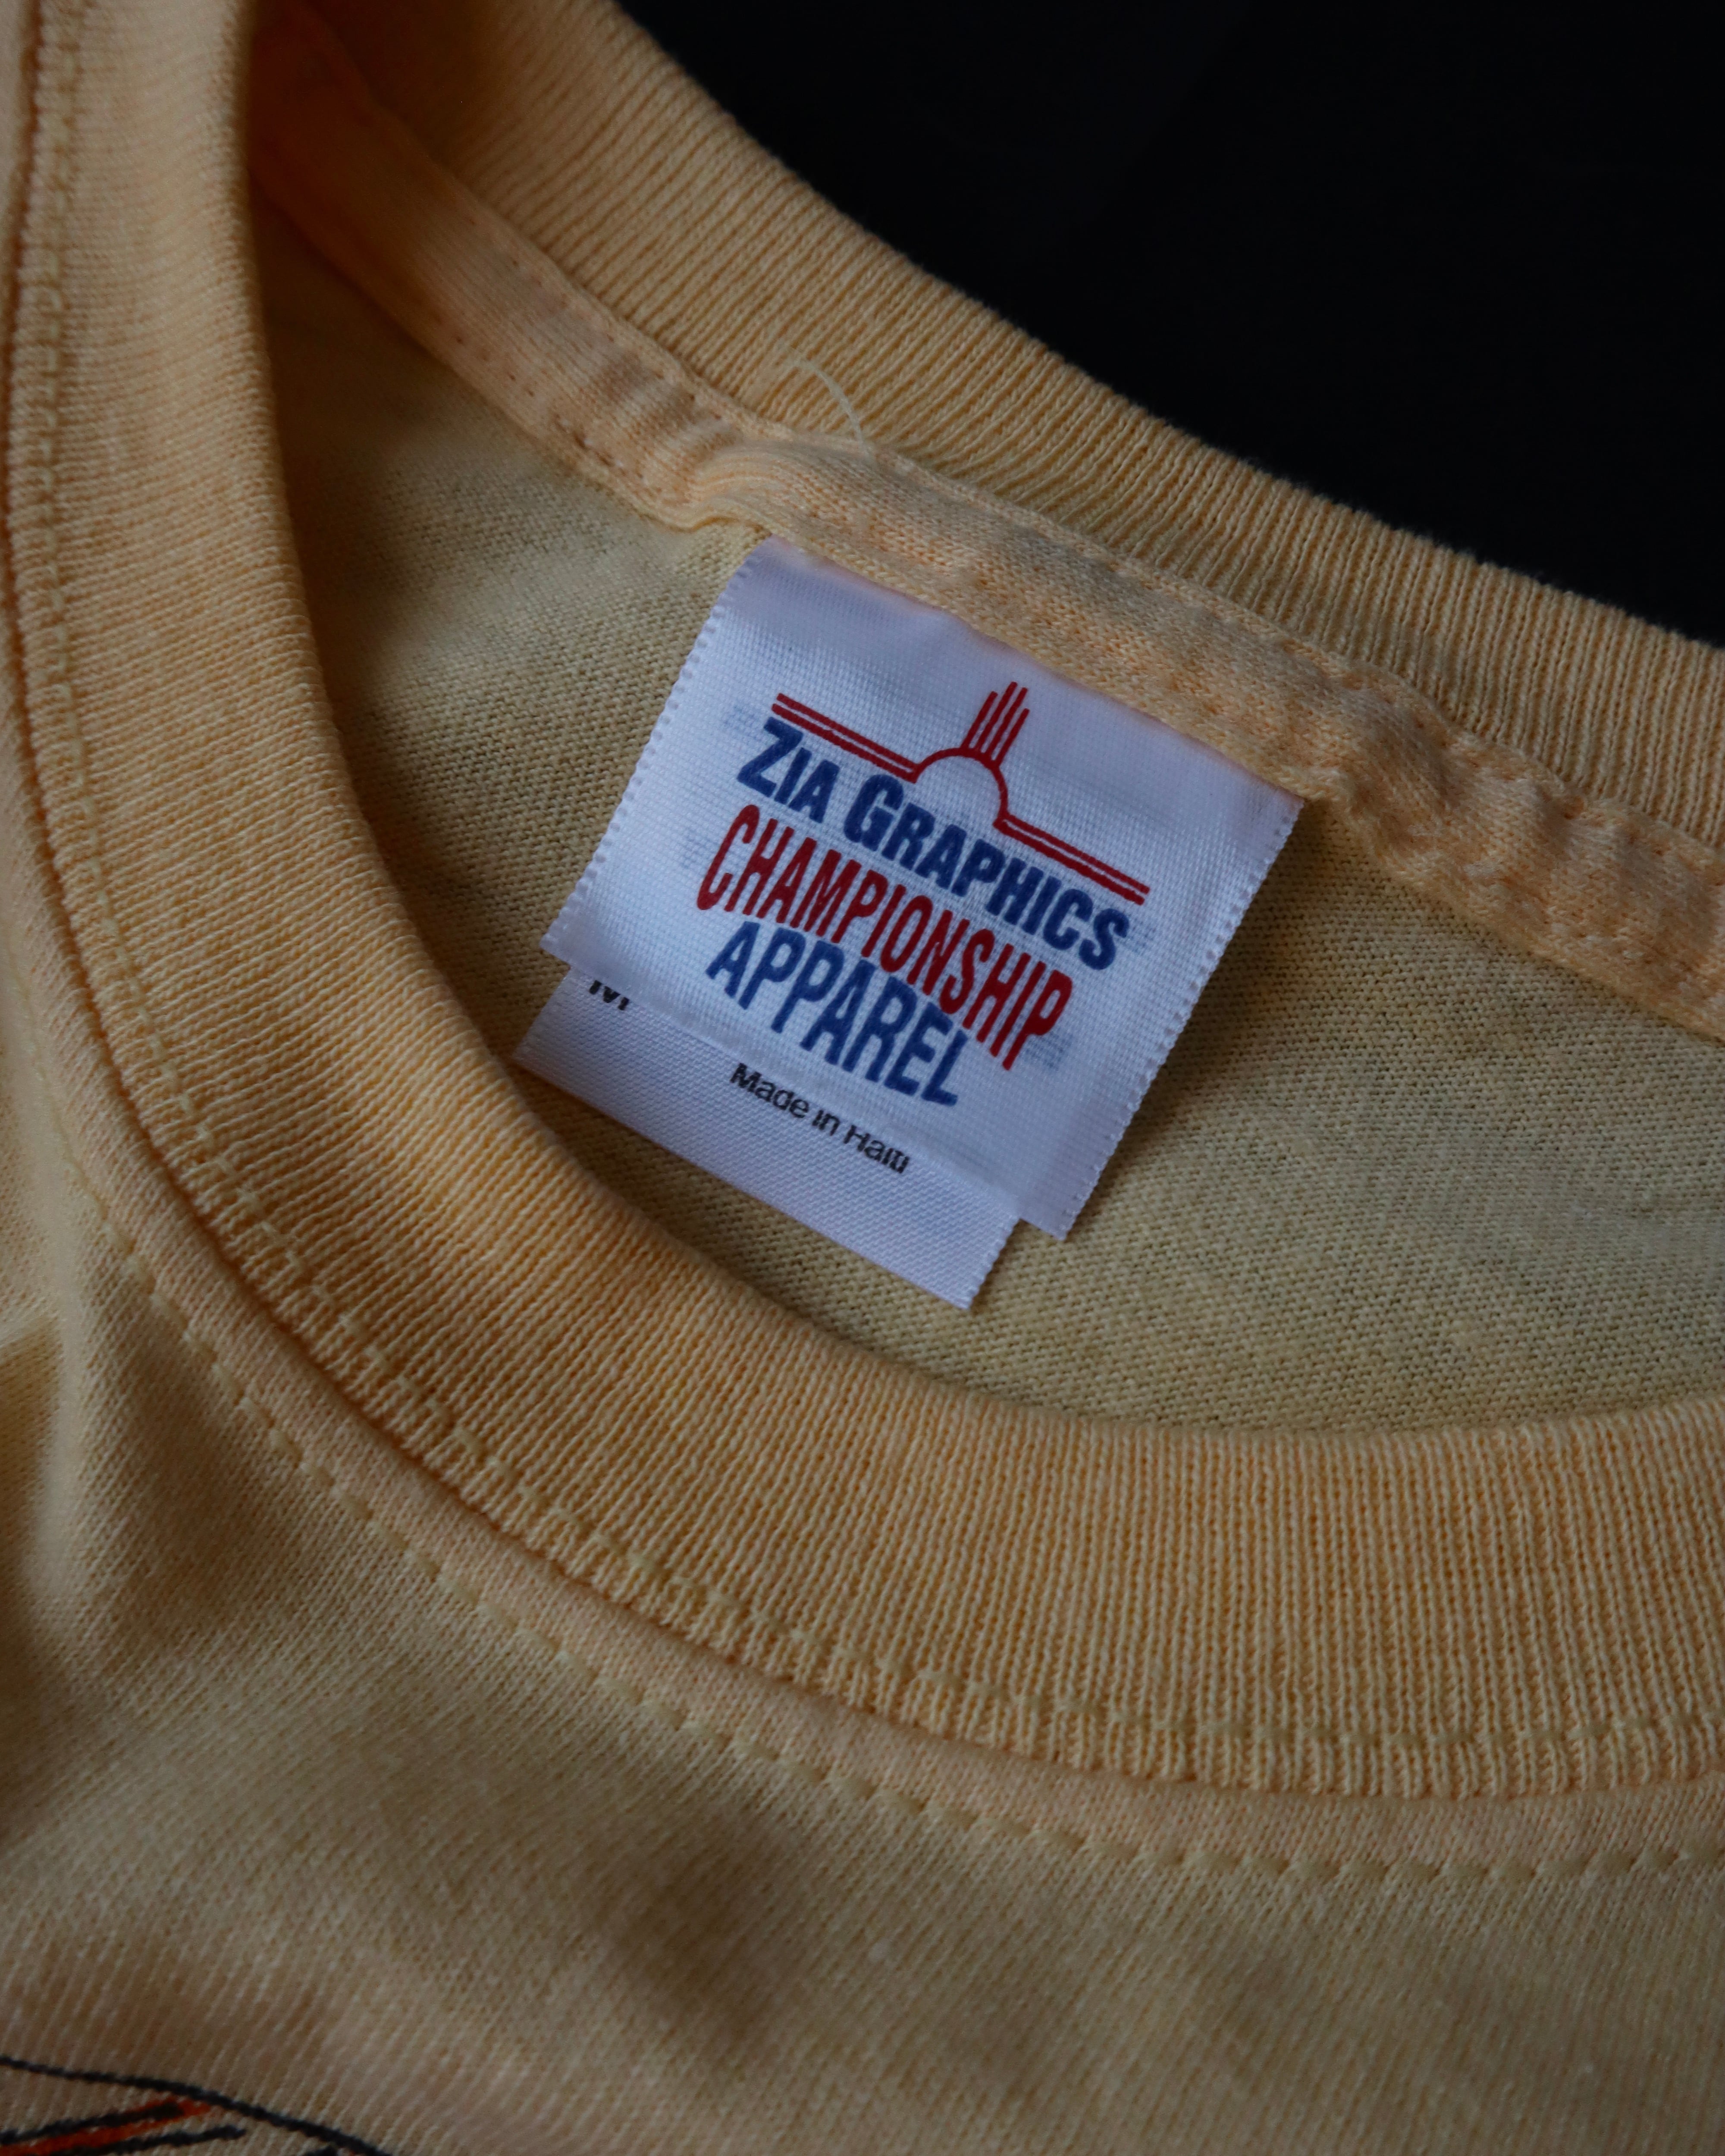 ZIA GRAPHICS
CHAMPIONSHIP
APPAREL
M
Made in Haiti